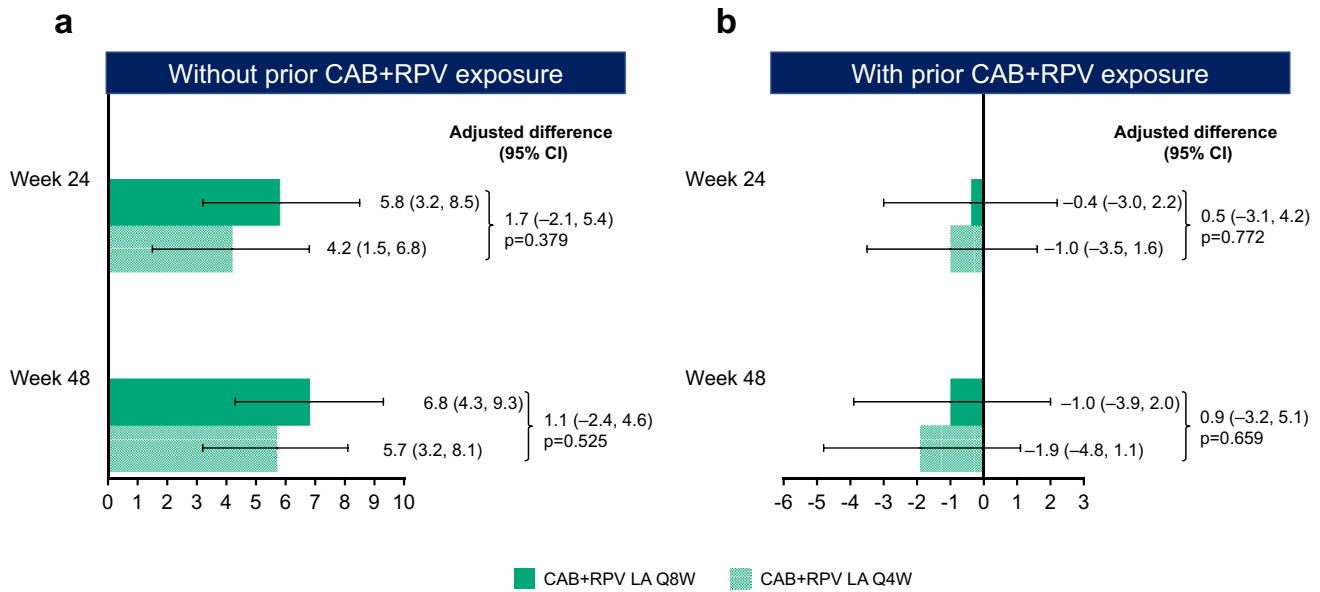 a
Without prior CAB+RPV exposure
Adjusted difference
(95% CI)
Week 24
5.8 (3.2, 8.5)
4.2 (1.5, 6.8)
1.7 (–2.1, 5.4)
p=0.379
Week 48
6.8 (4.3, 9.3)
5.7 (3.2, 8.1)
1.1 (–2.4, 4.6)
p=0.525
0 1 2 3 4 5 6 7 8 9 10
b
With prior CAB+RPV exposure
Adjusted difference
(95% CI)
Week 24
–0.4 (–3.0, 2.2)
–1.0 (–3.5, 1.6)
0.5 (–3.1, 4.2)
p=0.772
Week 48
–1.0 (–3.9, 2.0)
–1.9 (–4.8, 1.1)
0.9 (–3.2, 5.1)
p=0.659
-6 -5 -4 -3 -2 -1 0 1 2 3
CAB+RPV LA Q8W CAB+RPV LA Q4W